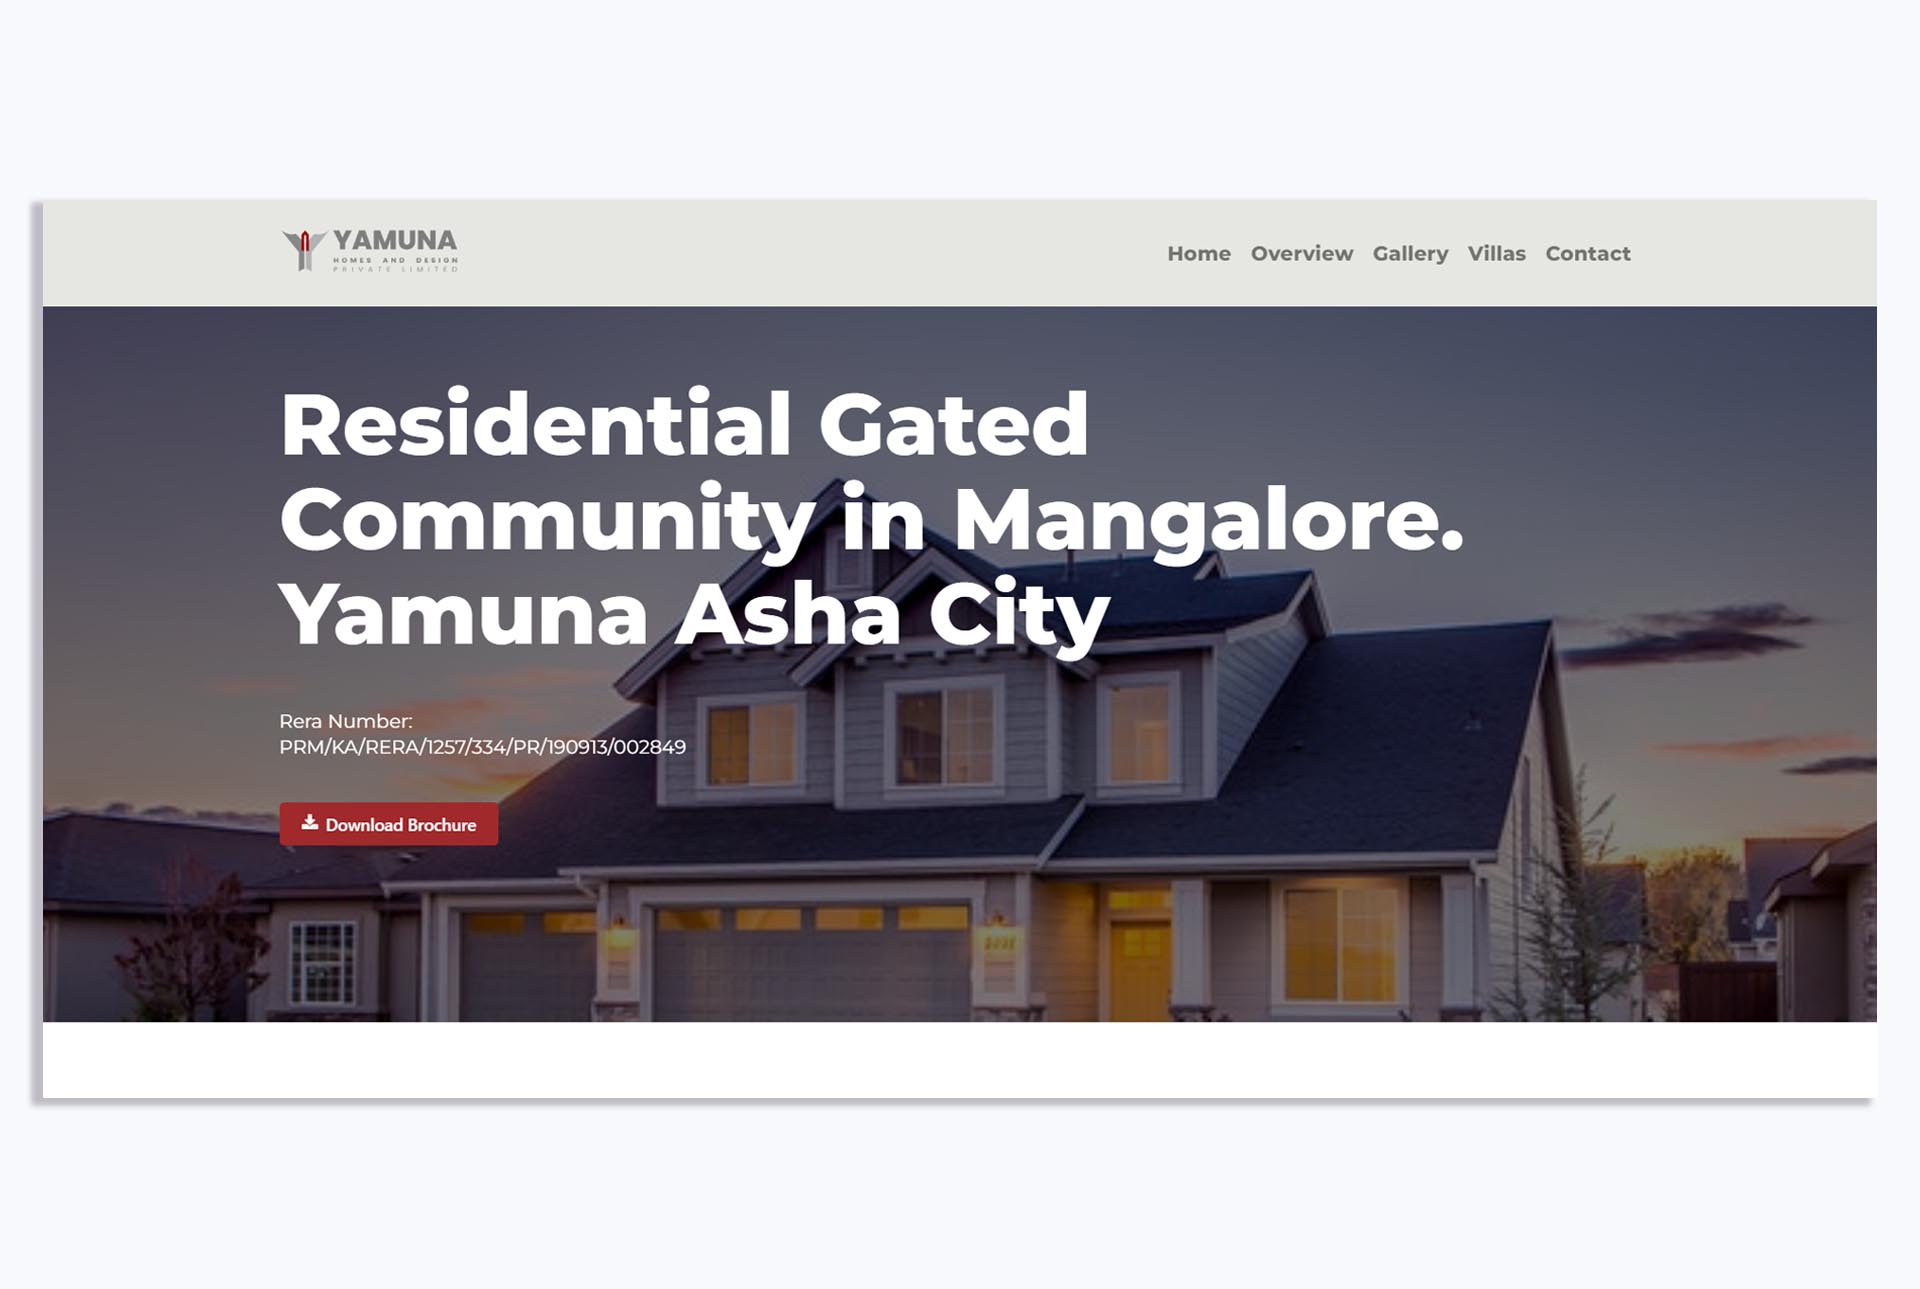 YAMUNA
HOMES AND DESIGN
PRIVATE LIMITED
Home Overview Gallery Villas Contact
Residential Gated
Community in Mangalore.
Yamuna Asha City
Rera Number:
PRM/KA/RERA/1257/334/PR/190913/002849
Download Brochure